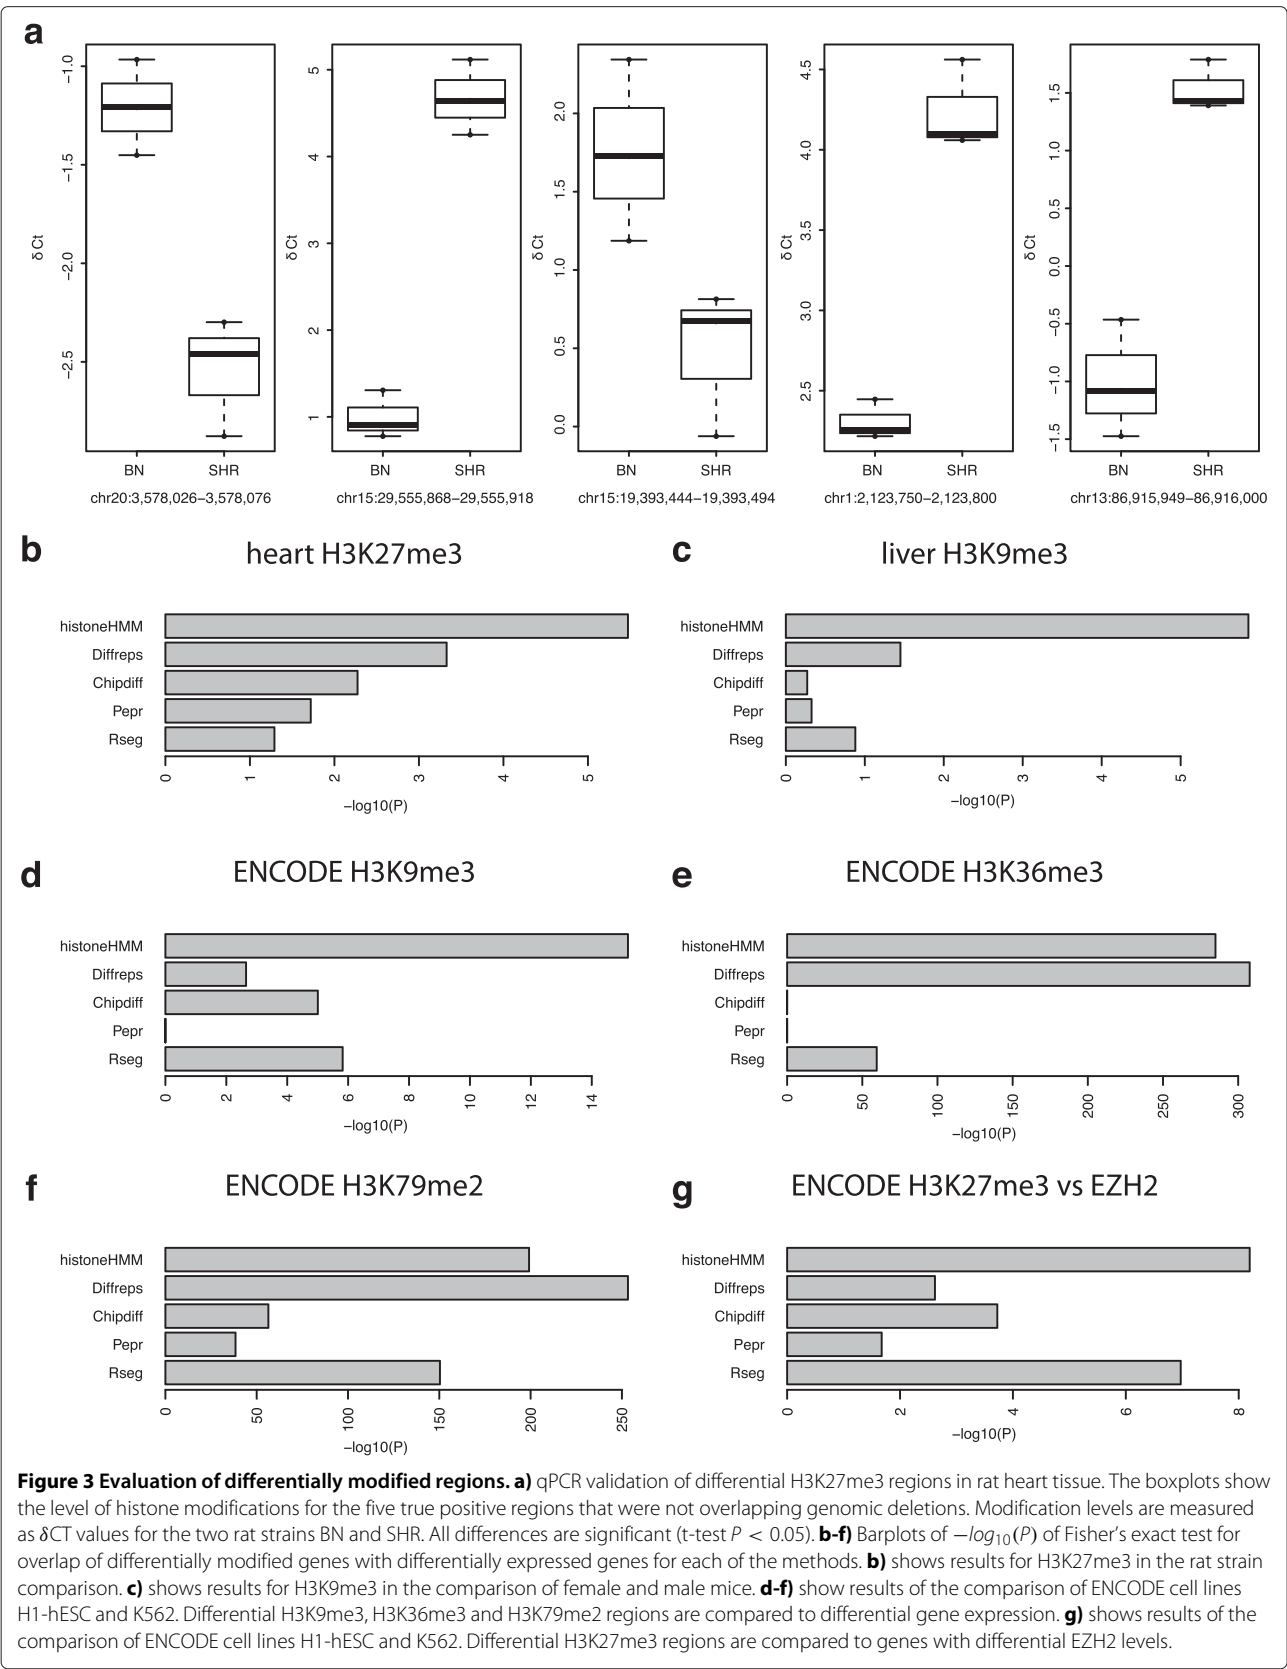 a
−1.0
−1.5
−2.0
−2.5
δ Ct
BN
SHR
chr20:3,578,026−3,578,076
5
4
3
2
1
δ Ct
BN
SHR
chr15:29,555,868−29,555,918
2.0
1.5
1.0
0.5
0.0
δ Ct
BN
SHR
chr15:19,393,444−19,393,494
4.5
4.0
3.5
3.0
2.5
δ Ct
BN
SHR
chr1:2,123,750−2,123,800
1.5
1.0
0.5
0.0
−0.5
−1.0
−1.5
δ Ct
BN
SHR
chr13:86,915,949−86,916,000
b
heart H3K27me3
histoneHMM
Diffreps
Chipdiff
Pepr
Rseg
0 1 2 3 4 5
−log10(P)
c
liver H3K9me3
histoneHMM
Diffreps
Chipdiff
Pepr
Rseg
0 1 2 3 4 5
−log10(P)
d
ENCODE H3K9me3
histoneHMM
Diffreps
Chipdiff
Pepr
Rseg
0 2 4 6 8 10 12 14
−log10(P)
e
ENCODE H3K36me3
histoneHMM
Diffreps
Chipdiff
Pepr
Rseg
0 50 100 150 200 250 300
−log10(P)
f
ENCODE H3K79me2
histoneHMM
Diffreps
Chipdiff
Pepr
Rseg
0 50 100 150 200 250
−log10(P)
g
ENCODE H3K27me3 vs EZH2
histoneHMM
Diffreps
Chipdiff
Pepr
Rseg
0 2 4 6 8
−log10(P)
Figure 3 Evaluation of differentially modified regions. a) qPCR validation of differential H3K27me3 regions in rat heart tissue. The boxplots show
the level of histone modifications for the five true positive regions that were not overlapping genomic deletions. Modification levels are measured
as δCT values for the two rat strains BN and SHR. All differences are significant (t-test P < 0.05). b-f) Barplots of −log10(P) of Fisher's exact test for
overlap of differentially modified genes with differentially expressed genes for each of the methods. b) shows results for H3K27me3 in the rat strain
comparison. c) shows results for H3K9me3 in the comparison of female and male mice. d-f) show results of the comparison of ENCODE cell lines
H1-hESC and K562. Differential H3K9me3, H3K36me3 and H3K79me2 regions are compared to differential gene expression. g) shows results of the
comparison of ENCODE cell lines H1-hESC and K562. Differential H3K27me3 regions are compared to genes with differential EZH2 levels.